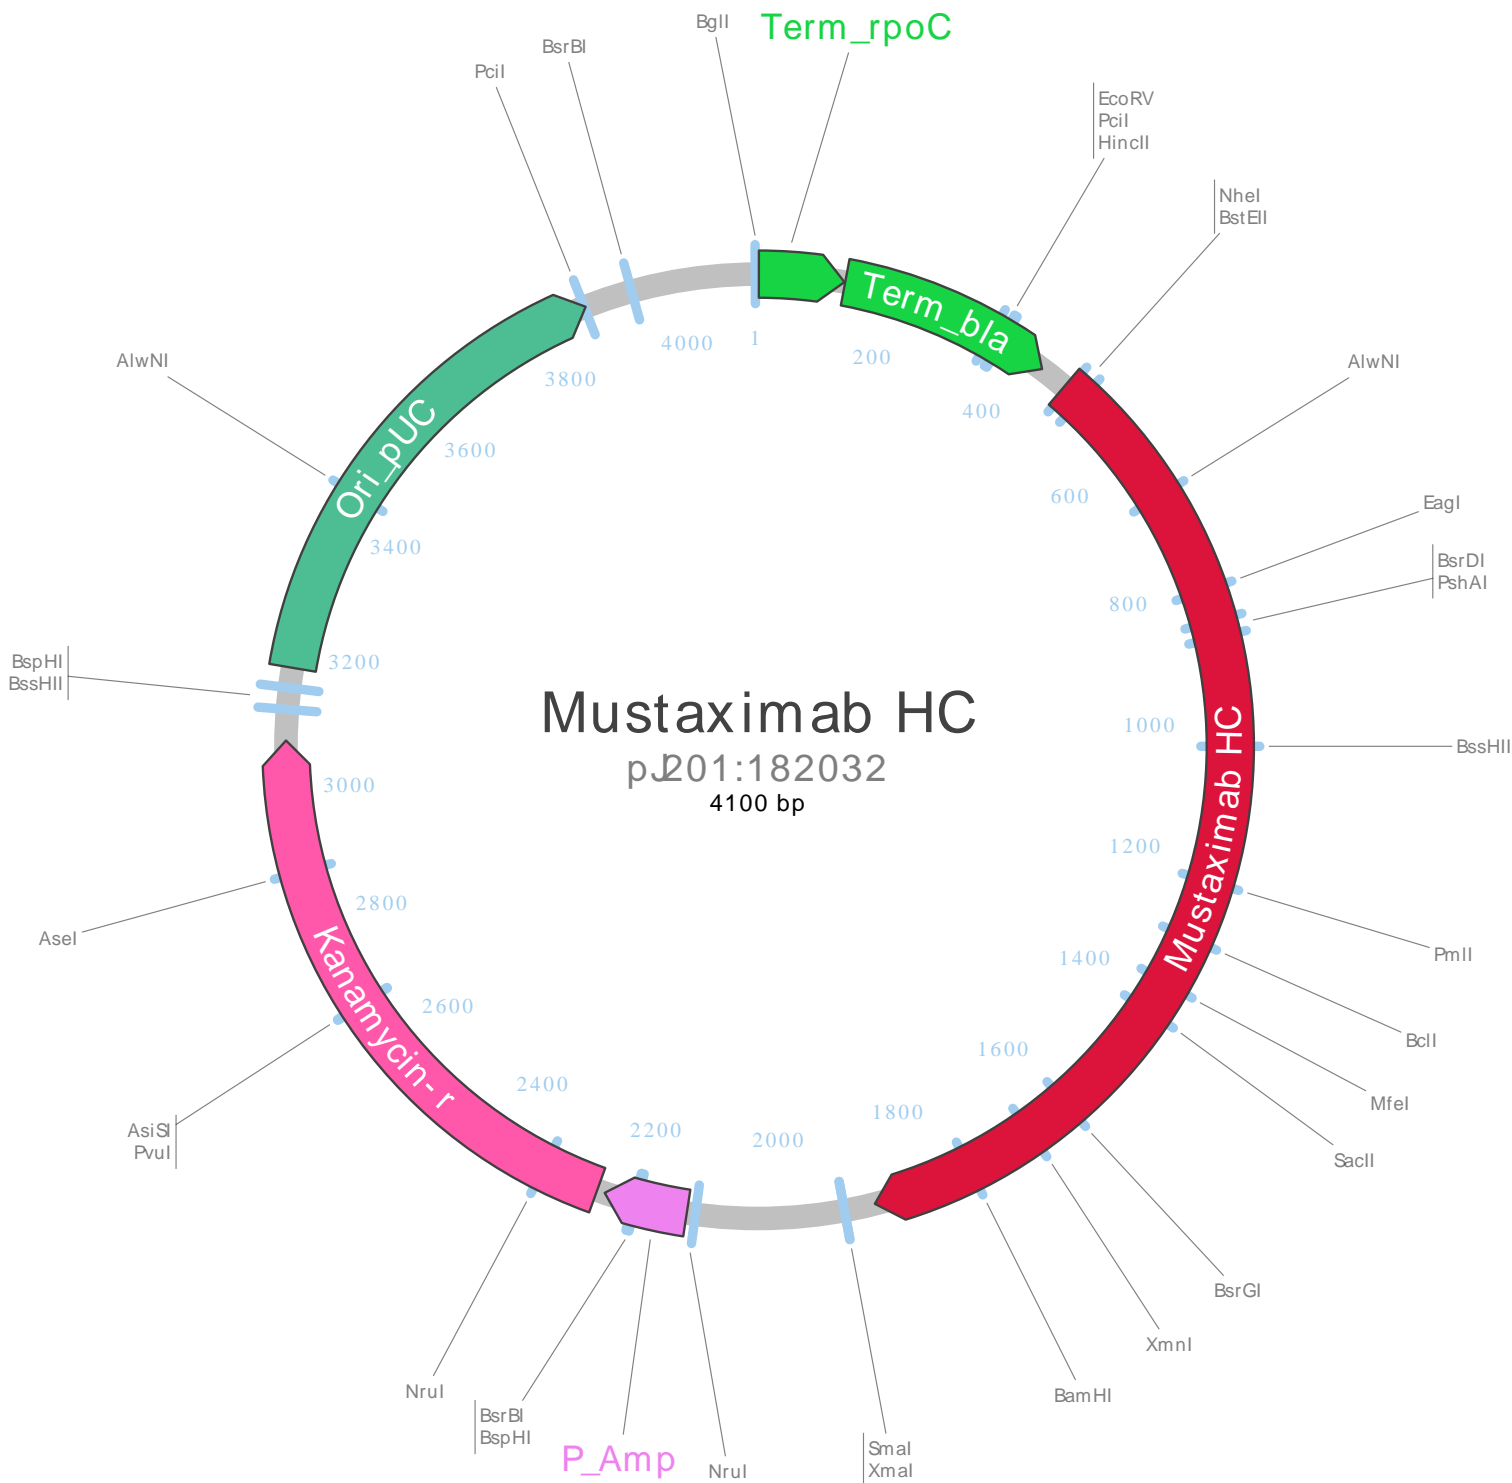 BglI
Term_rpoC
BsrBI
PciI
EcoRV
PciI
HincII
NheI
BstEII
Term_bla
4000
1
200
AlwNI
3800
400
AlwNI
Ori_pUC
3600
600
EagI
3400
BsrDI
PshAI
800
BspHI
BssHII
3200
Mustaximab HC
1000
BssHII
pJ201:182032
3000
4100 bp
Mustaximab HC
1200
2800
AseI
PmlI
Kanamycin-r
1400
2600
BclI
1600
MfeI
2400
AsiSI
PvuI
1800
2200
2000
SacII
BsrGI
XmnI
NruI
BamHI
BsrBI
BspHI
P_Amp
NruI
SmaI
XmaI